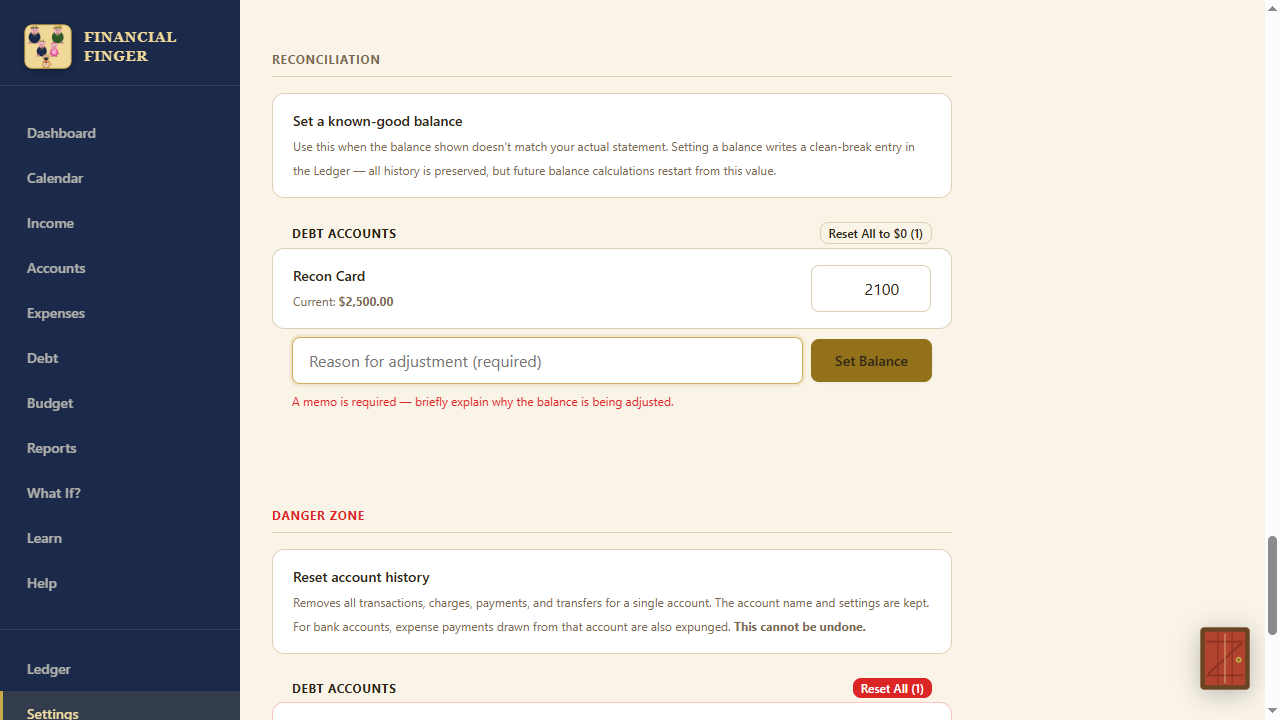 FINANCIAL
FINGER
Dashboard
Calendar
Income
Accounts
Expenses
Debt
Budget
Reports
What If?
Learn
Help
Ledger
Settings
RECONCILIATION
Set a known-good balance
Use this when the balance shown doesn't match your actual statement. Setting a balance writes a clean-break entry in
the Ledger — all history is preserved, but future balance calculations restart from this value.
DEBT ACCOUNTS
Reset All to $0 (1)
Recon Card
Current: $2,500.00
2100
Reason for adjustment (required)
Set Balance
A memo is required — briefly explain why the balance is being adjusted.
DANGER ZONE
Reset account history
Removes all transactions, charges, payments, and transfers for a single account. The account name and settings are kept.
For bank accounts, expense payments drawn from that account are also expunged. This cannot be undone.
DEBT ACCOUNTS
Reset All (1)